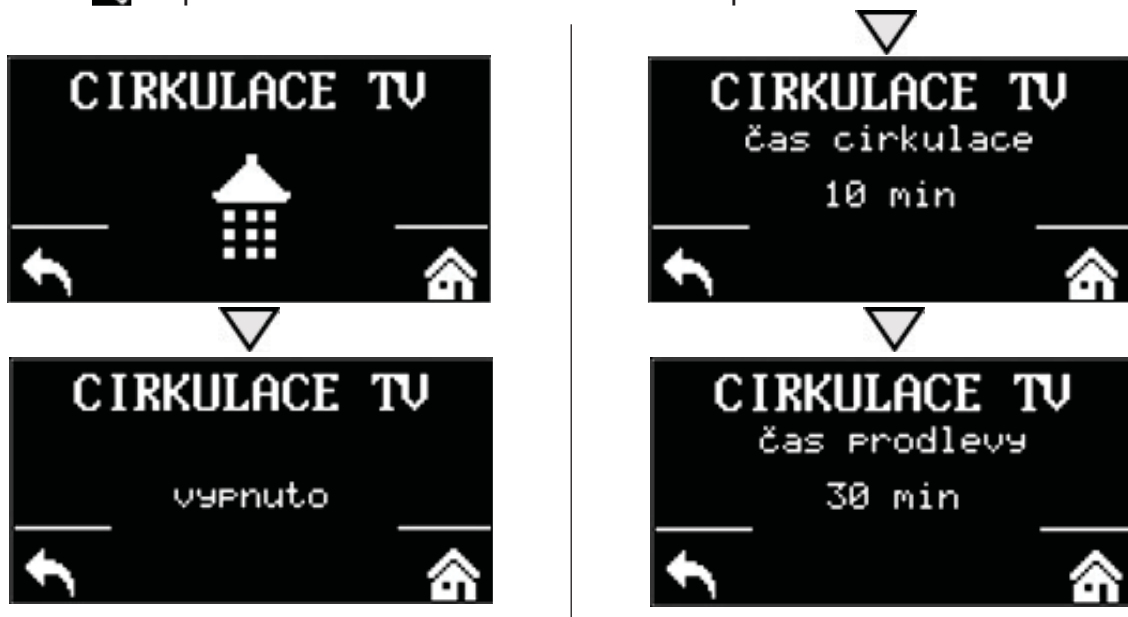 CIRKULACE TV
CIRKULACE TV
vypnuto
CIRKULACE TV
čas cirkulace
10 min
CIRKULACE TV
čas prodlevy
30 min